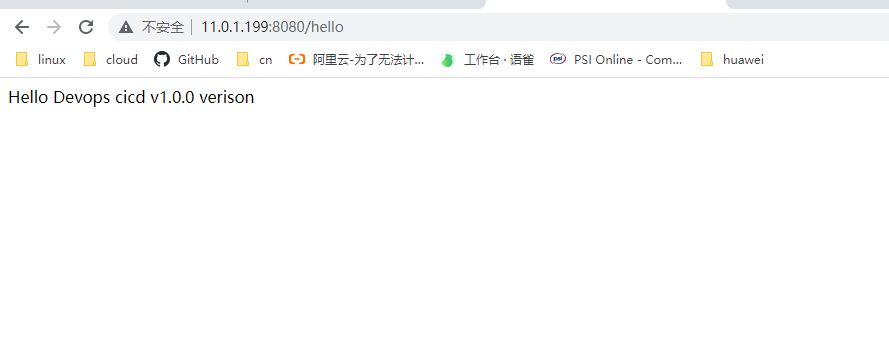 不安全 11.0.1.199:8080/hello
linux cloud GitHub cn 阿里云-为了无法计... 工作台 · 语雀 psi PSI Online - Com... huawei
Hello Devops cicd v1.0.0 verison